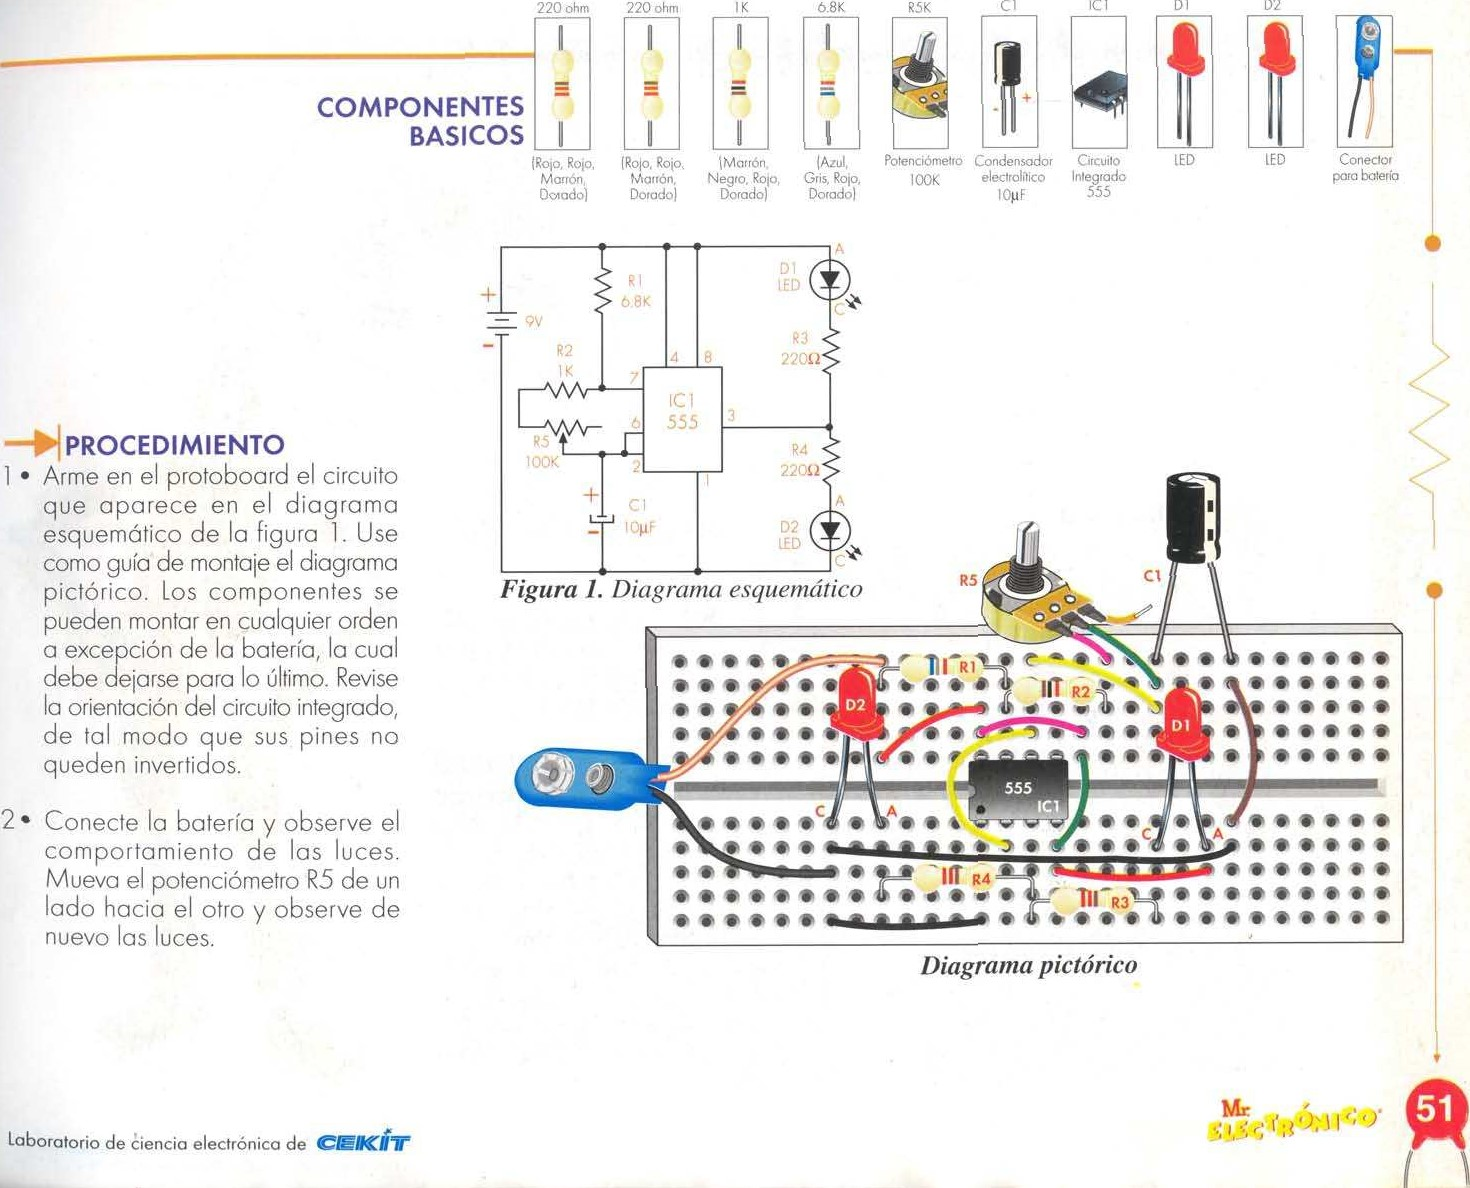 220 ohm
220 ohm
1K
6.8K
R5K
C1
IC1
D1
D2
COMPONENTES
BASICOS
+
-
(Rojo, Rojo,
Marrón,
Dorado)
(Rojo, Rojo,
Marrón,
Dorado)
(Marrón,
Negro, Rojo,
Dorado)
(Azul,
Gris, Rojo,
Dorado)
Potenciómetro
100K
Condensador
electrolítico
10µF
Circuito
Integrado
555
LED
LED
Conector
para batería
+
9V
-
R1
6,8K
R2
1K
R5
100K
7
6
2
4
8
IC1
555
3
1
+
C1
10µF
-
A
D1
LED
C
R3
220Ω
R4
220Ω
A
D2
LED
C
Figura 1. Diagrama esquemático
PROCEDIMIENTO
1 • Arme en el protoboard el circuito
que aparece en el diagrama
esquemático de la figura 1. Use
como guía de montaje el diagrama
pictórico. Los componentes se
pueden montar en cualquier orden
a excepción de la batería, la cual
debe dejarse para lo último. Revise
la orientación del circuito integrado,
de tal modo que sus pines no
queden invertidos.
2 • Conecte la batería y observe el
comportamiento de las luces.
Mueva el potenciómetro R5 de un
lado hacia el otro y observe de
nuevo las luces.
R5
C1
R1
R2
D2
D1
555
IC1
C
A
C
A
R4
R3
Diagrama pictórico
Laboratorio de ciencia electrónica de CEKIT
Mr.
ELECTRÓNICO
51